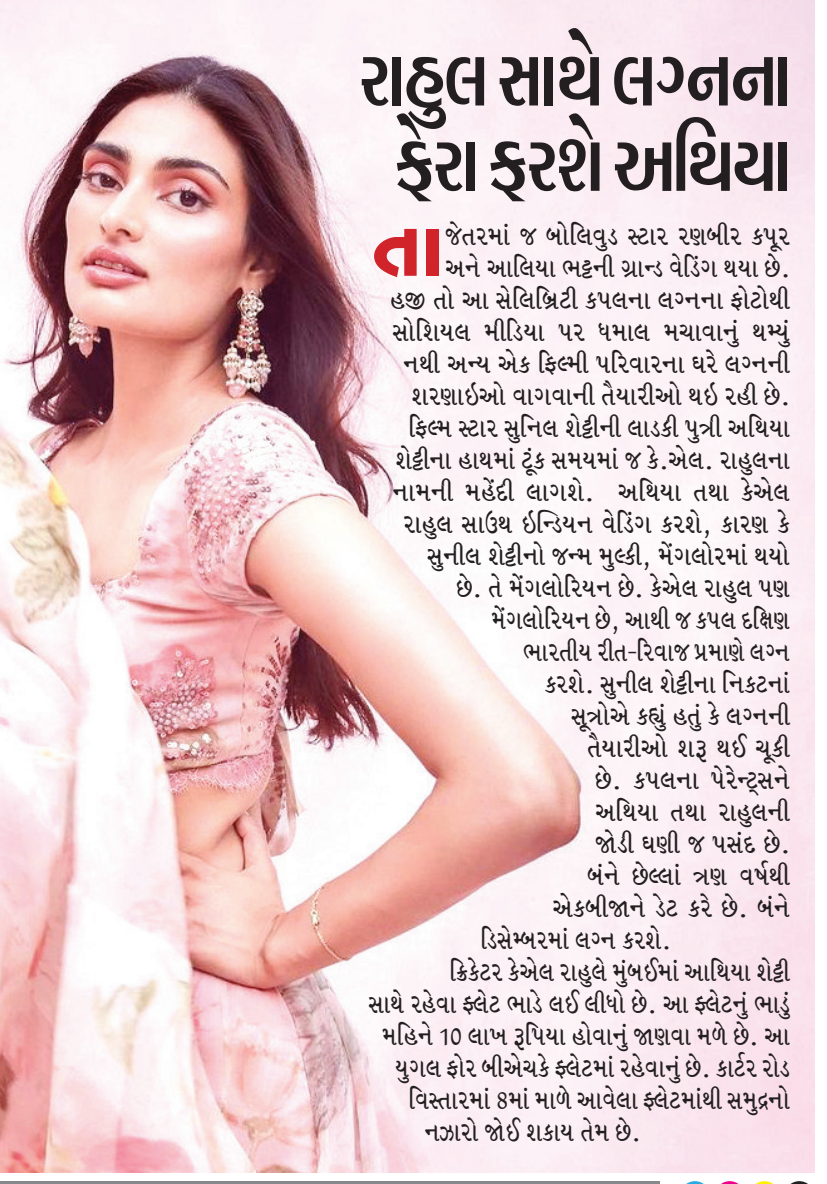 રાહુલ સાથે લગ્નના
ફેરા ફરશે અથિયા
તાજેતરમાં જ બોલિવુડ સ્ટાર રણબીર કપૂર
અને આલિયા ભટ્ટની ગ્રાન્ડ વેડિંગ થયા છે.
હજી તો આ સેલિબ્રિટી કપલના લગ્નના ફોટોથી
સોશિયલ મીડિયા પર ધમાલ મચાવાનું થમ્યું
નથી અન્ય એક ફિલ્મી પરિવારના ઘરે લગ્નની
શરણાઇઓ વાગવાની તૈયારીઓ થઇ રહી છે.
ફિલ્મ સ્ટાર સુનિલ શેટ્ટીની લાડકી પુત્રી અથિયા
શેટ્ટીના હાથમાં ટૂંક સમયમાં જ કે.એલ. રાહુલના
નામની મહેંદી લાગશે. અથિયા તથા કેએલ
રાહુલ સાઉથ ઇન્ડિયન વેડિંગ કરશે, કારણ કે
સુનીલ શેટ્ટીનો જન્મ મુલ્કી, મેંગલોરમાં થયો
છે. તે મેંગલોરિયન છે. કેએલ રાહુલ પણ
મેંગલોરિયન છે, આથી જ કપલ દક્ષિણ
ભારતીય રીત-રિવાજ પ્રમાણે લગ્ન
કરશે. સુનીલ શેટ્ટીના નિકટનાં
સૂત્રોએ કહ્યું હતું કે લગ્નની
તૈયારીઓ શરૂ થઈ ચૂકી
છે. કપલના પેરેન્ટ્સને
અથિયા તથા રાહુલની
જોડી ઘણી જ પસંદ છે.
બંને છેલ્લાં ત્રણ વર્ષથી
એકબીજાને ડેટ કરે છે. બંને
ડિસેમ્બરમાં લગ્ન કરશે.
ક્રિકેટર કેએલ રાહુલે મુંબઈમાં આથિયા શેટ્ટી
સાથે રહેવા ફ્લેટ ભાડે લઈ લીધો છે. આ ફ્લેટનું ભાડું
મહિને 10 લાખ રૂપિયા હોવાનું જાણવા મળે છે. આ
યુગલ ફોર બીએચકે ફ્લેટમાં રહેવાનું છે. કાર્ટર રોડ
વિસ્તારમાં 8માં માળે આવેલા ફ્લેટમાંથી સમુદ્રનો
નઝારો જોઈ શકાય તેમ છે.